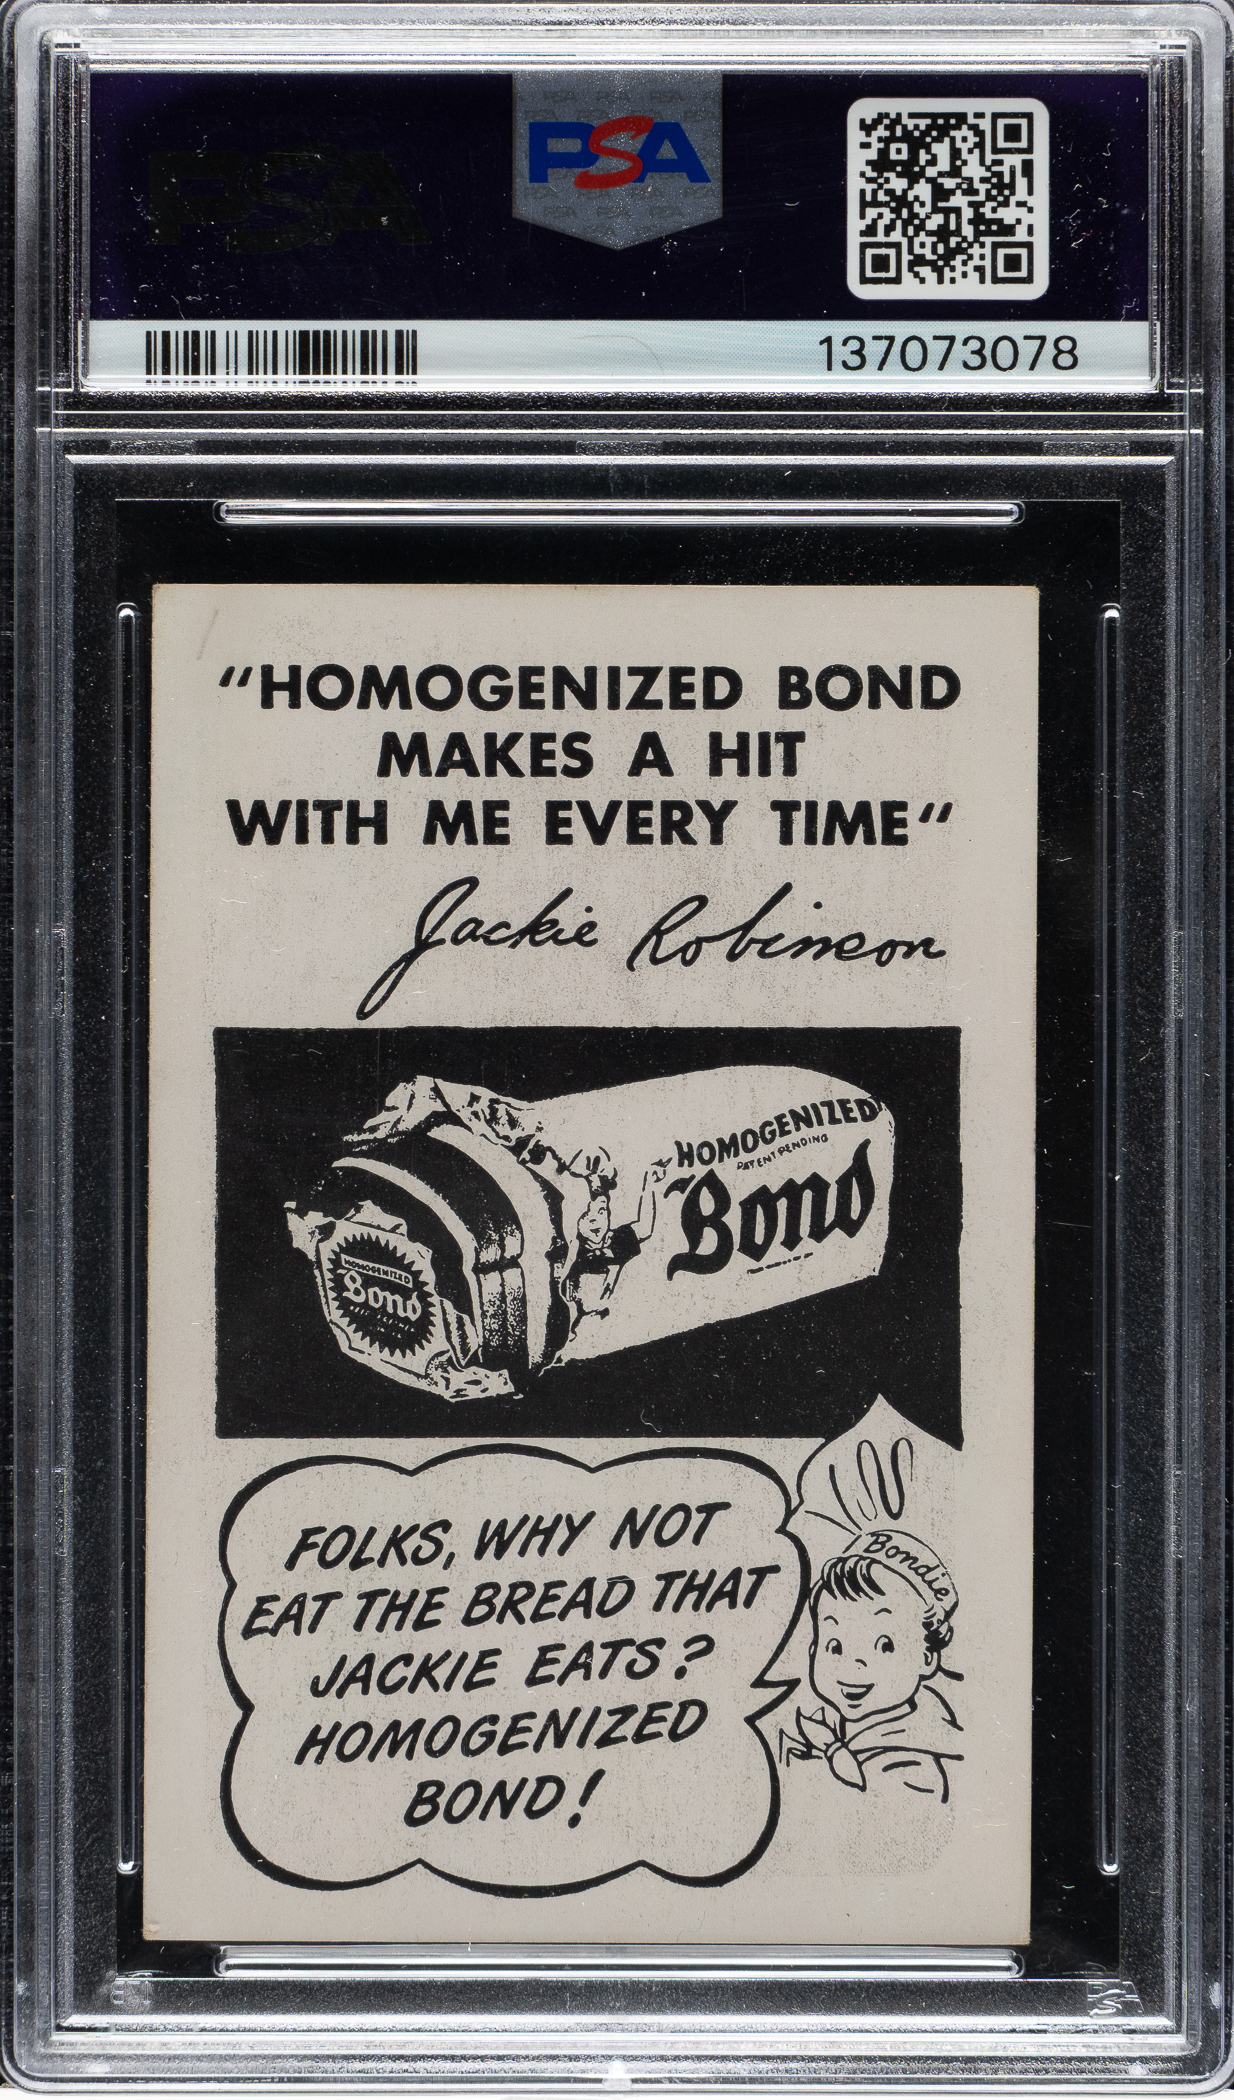 PSA
PSA
137073078
"HOMOGENIZED BOND
MAKES A HIT
WITH ME EVERY TIME"
Jackie Robinson
HOMOGENIZED
PATENT PENDING
Bond
HOMOGENIZED
Bond
Bondie
FOLKS, WHY NOT
EAT THE BREAD THAT
JACKIE EATS?
HOMOGENIZED
BOND!